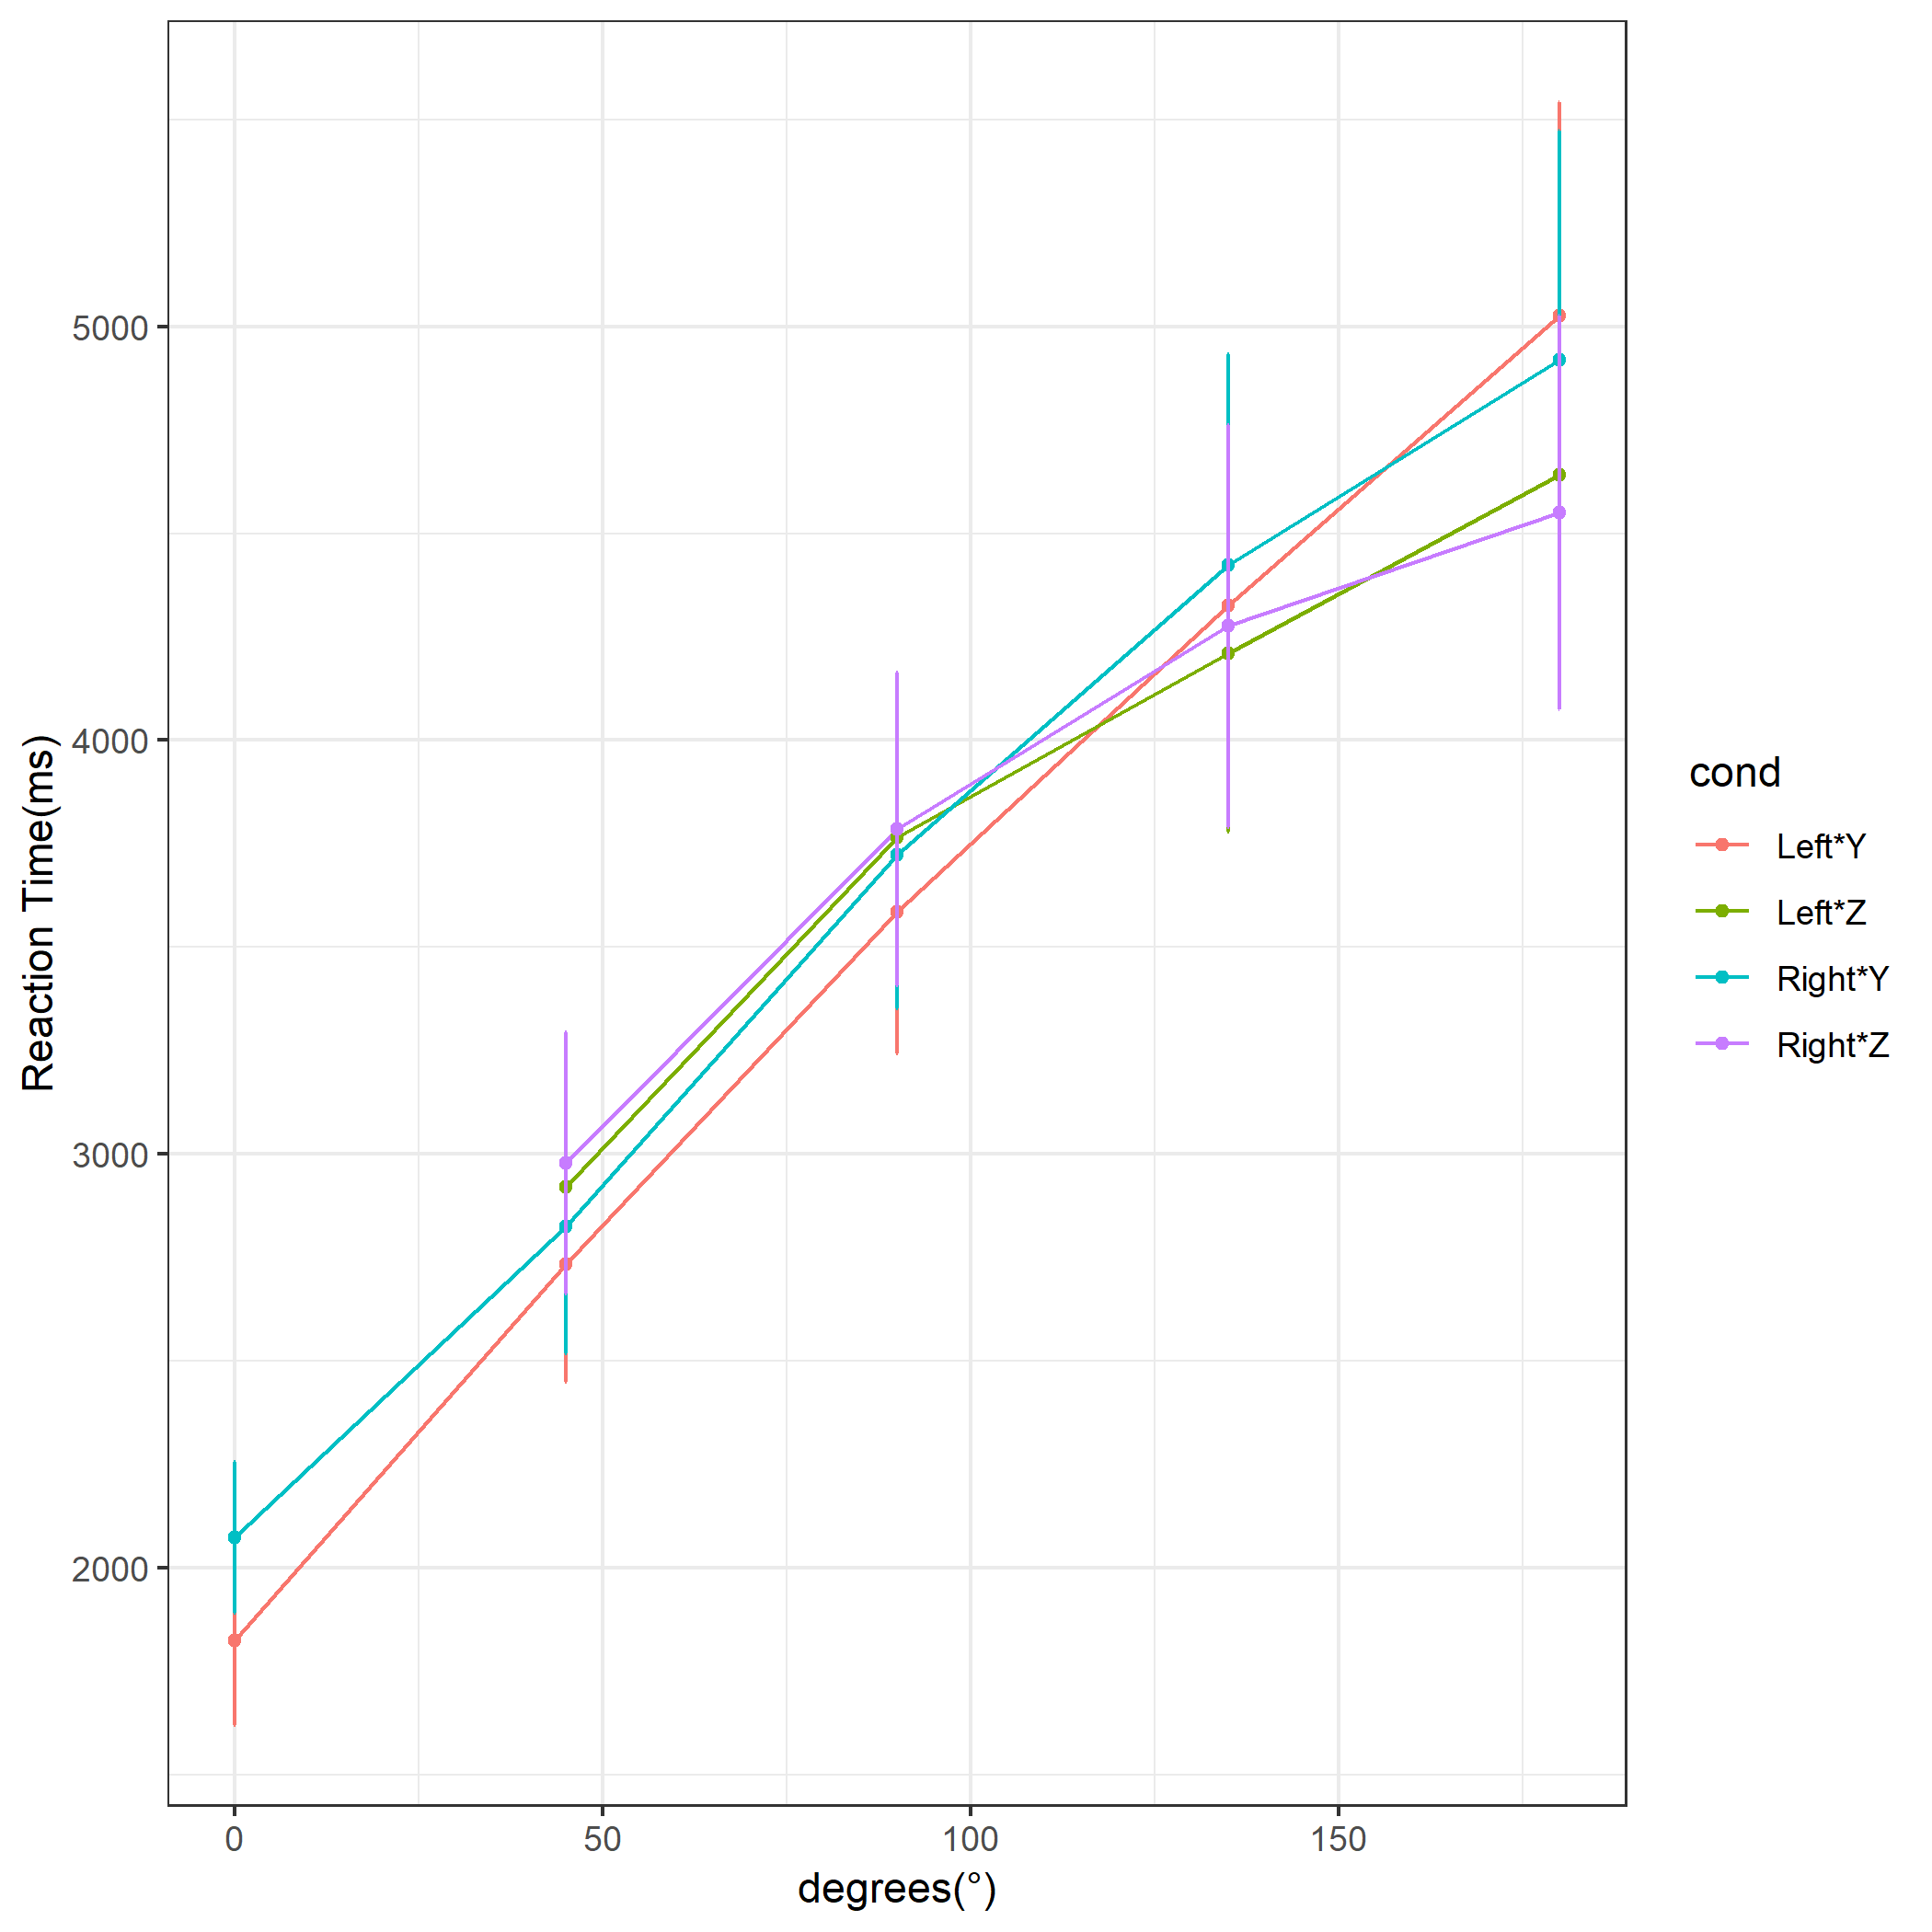 5000
4000
3000
2000
Reaction Time(ms)
0 50 100 150
degrees(°)
cond
Left*Y
Left*Z
Right*Y
Right*Z